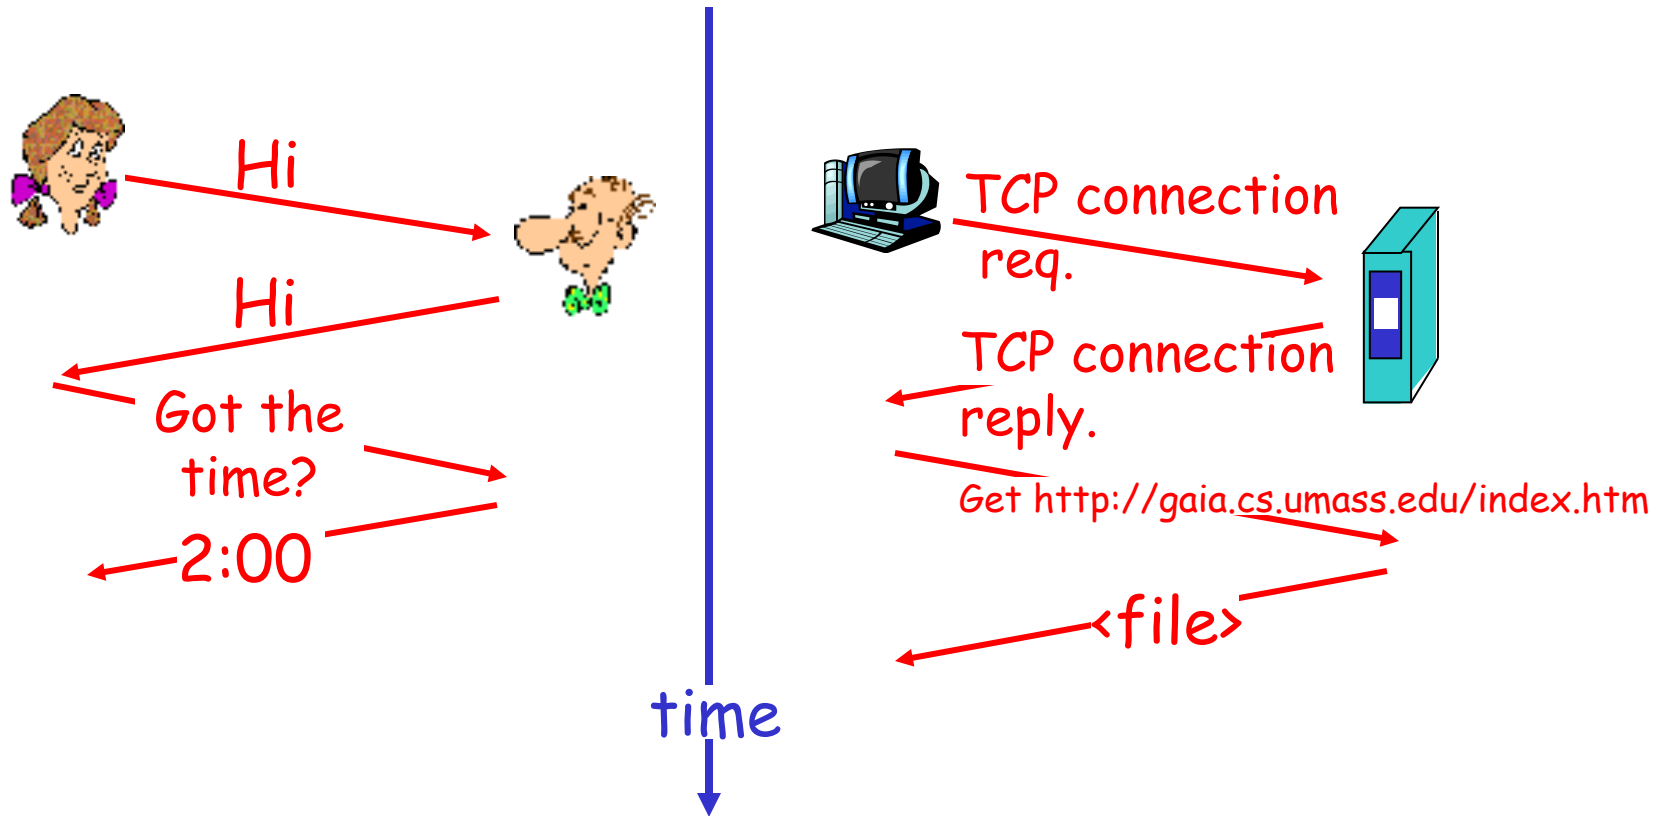 Hi
Hi
Got the
time?
2:00
time
TCP connection
req.
TCP connection
reply.
Get http://gaia.cs.umass.edu/index.htm
<file>